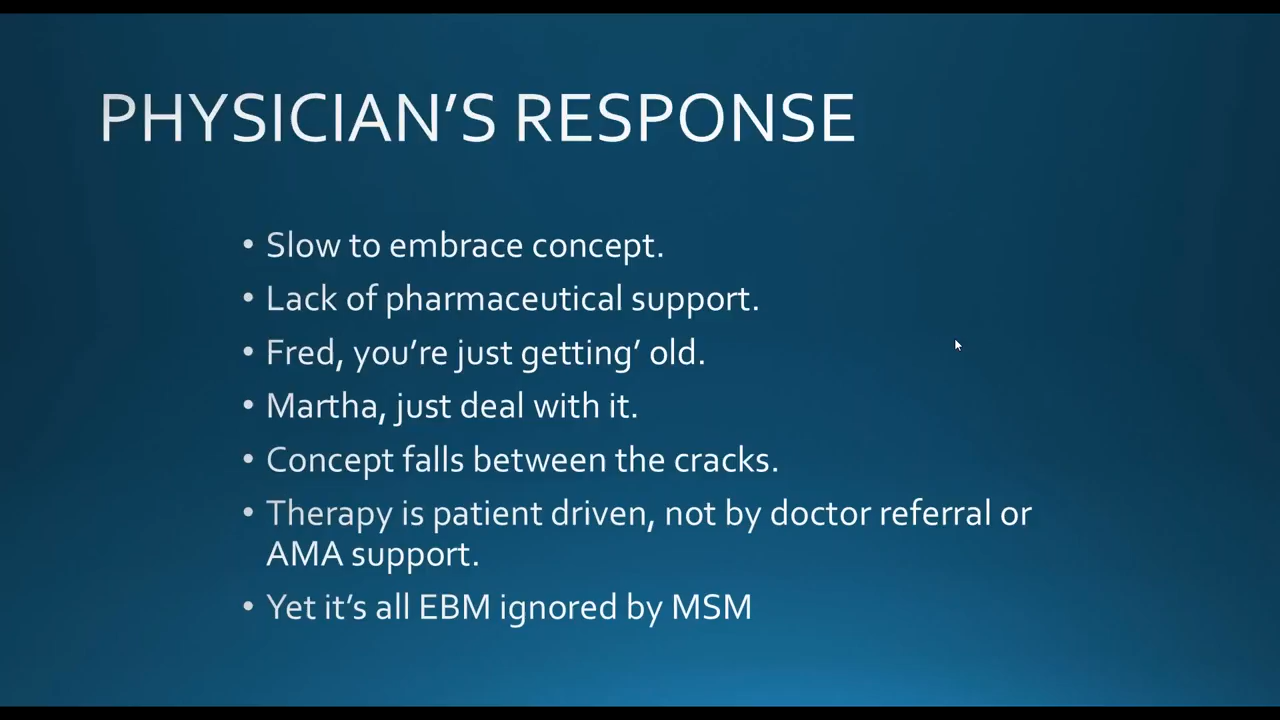 PHYSICIAN’S RESPONSE
• Slow to embrace concept.
• Lack of pharmaceutical support.
• Fred, you’re just getting’ old.
• Martha, just deal with it.
• Concept falls between the cracks.
• Therapy is patient driven, not by doctor referral or
AMA support.
• Yet it’s all EBM ignored by MSM